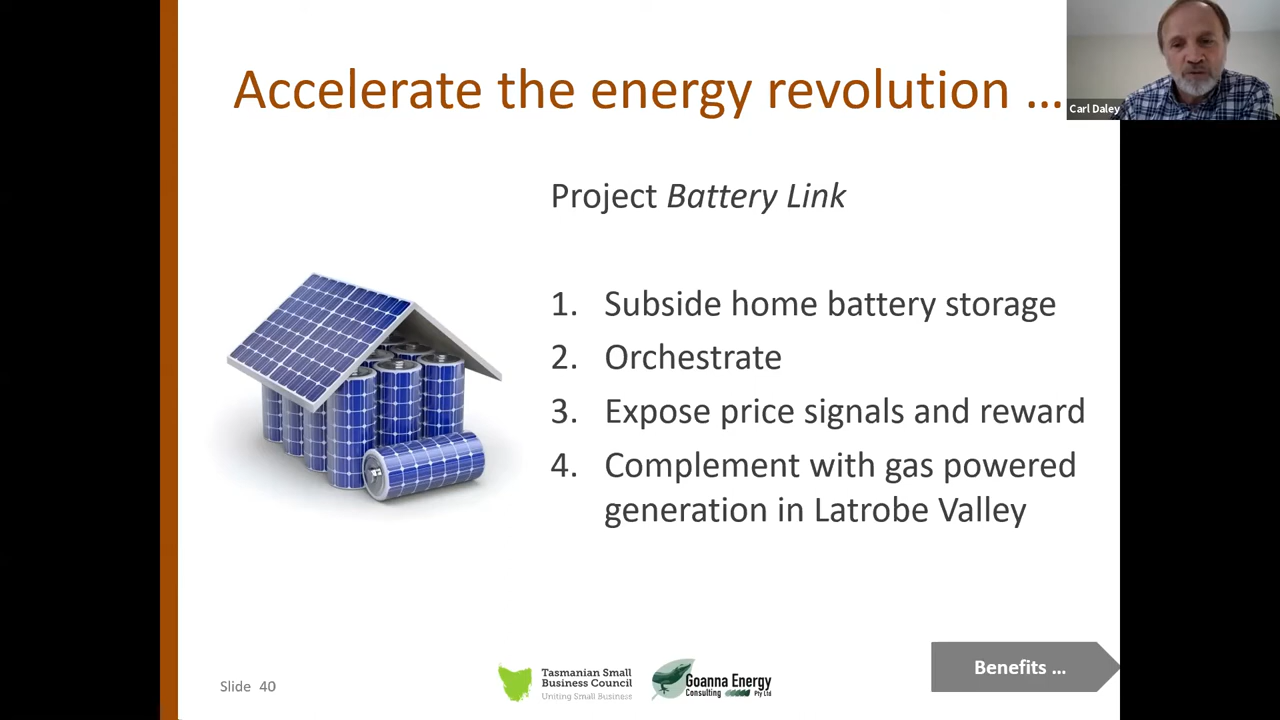 Accelerate the energy revolution ...
Carl Daley
Project Battery Link
1. Subside home battery storage
2. Orchestrate
3. Expose price signals and reward
4. Complement with gas powered
generation in Latrobe Valley
Slide 40
Tasmanian Small
Business Council
Uniting Small Business
Goanna Energy
Consulting Pty Ltd
Benefits ...